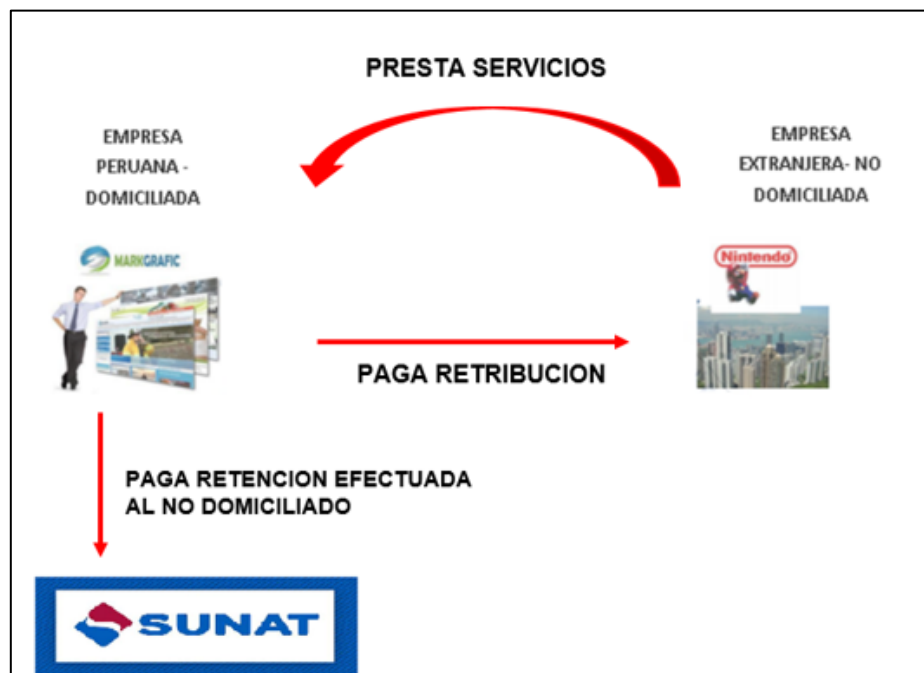 PRESTA SERVICIOS
EMPRESA
PERUANA -
DOMICILIADA
EMPRESA
EXTRANJERA- NO
DOMICILIADA
MARKGRAFIC
Nintendo
PAGA RETRIBUCION
PAGA RETENCION EFECTUADA
AL NO DOMICILIADO
SUNAT